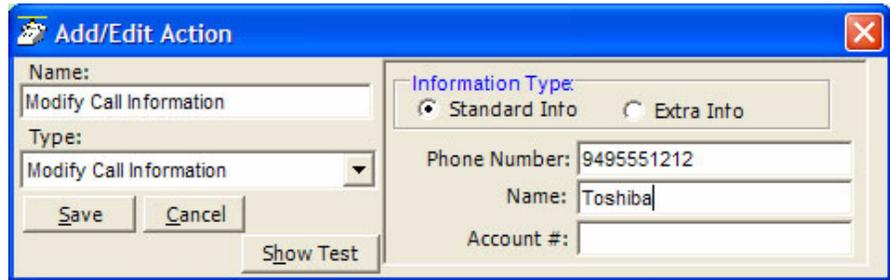 Add/Edit Action
Name:
Modify Call Information
Type:
Modify Call Information
Save Cancel
Show Test
Information Type:
Standard Info Extra Info
Phone Number: 9495551212
Name: Toshiba
Account #: